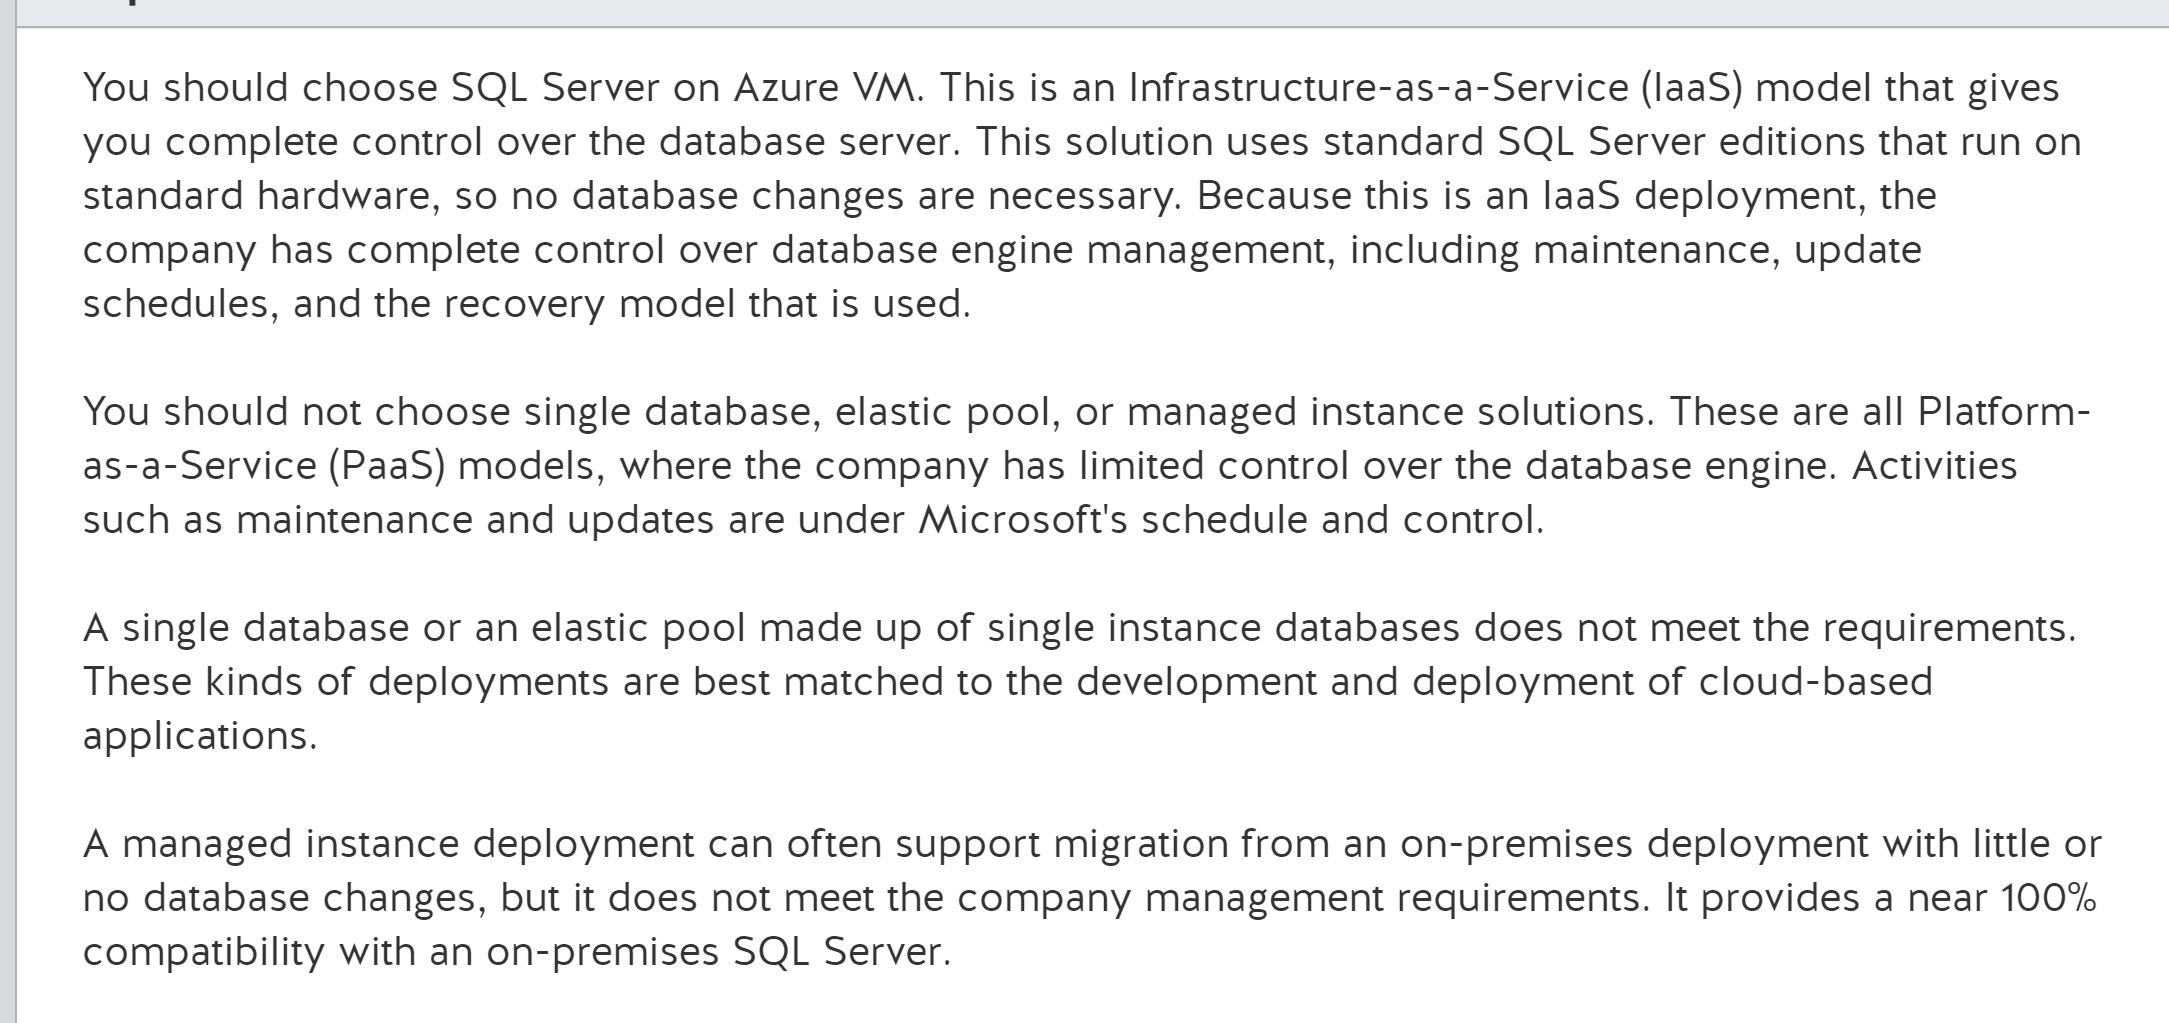 You should choose SQL Server on Azure VM. This is an Infrastructure-as-a-Service (IaaS) model that gives
you complete control over the database server. This solution uses standard SQL Server editions that run on
standard hardware, so no database changes are necessary. Because this is an IaaS deployment, the
company has complete control over database engine management, including maintenance, update
schedules, and the recovery model that is used.
You should not choose single database, elastic pool, or managed instance solutions. These are all Platform-
as-a-Service (PaaS) models, where the company has limited control over the database engine. Activities
such as maintenance and updates are under Microsoft's schedule and control.
A single database or an elastic pool made up of single instance databases does not meet the requirements.
These kinds of deployments are best matched to the development and deployment of cloud-based
applications.
A managed instance deployment can often support migration from an on-premises deployment with little or
no database changes, but it does not meet the company management requirements. It provides a near 100%
compatibility with an on-premises SQL Server.